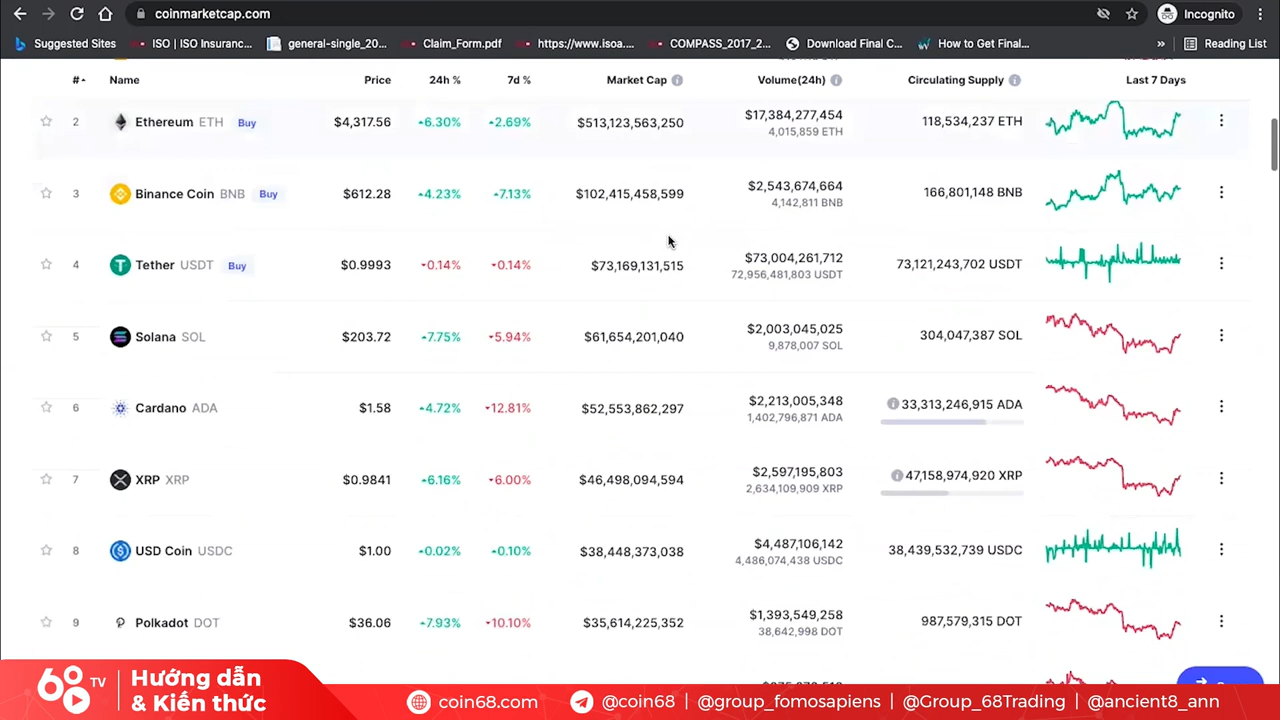 coinmarketcap.com
Incognito
Suggested Sites ISO | ISO Insuranc... general-single_20... Claim_Form.pdf https://www.isoa.... COMPASS_2017_2... Download Final C... How to Get Final... » Reading List
# Name Price 24h % 7d % Market Cap Volume(24h) Circulating Supply Last 7 Days
2 Ethereum ETH Buy $4,317.56 6.30% 2.69% $513,123,563,250 $17,384,277,454 118,534,237 ETH
4,015,859 ETH
3 Binance Coin BNB Buy $612.28 4.23% 7.13% $102,415,458,599 $2,543,674,664 166,801,148 BNB
4,142,811 BNB
4 Tether USDT Buy $0.9993 0.14% 0.14% $73,169,131,515 $73,004,261,712 73,121,243,702 USDT
72,956,481,803 USDT
5 Solana SOL $203.72 7.75% 5.94% $61,654,201,040 $2,003,045,025 304,047,387 SOL
9,878,007 SOL
6 Cardano ADA $1.58 4.72% 12.81% $52,553,862,297 $2,213,005,348 33,313,246,915 ADA
1,402,796,871 ADA
7 XRP XRP $0.9841 6.16% 6.00% $46,498,094,594 $2,597,195,803 47,158,974,920 XRP
2,634,109,909 XRP
8 USD Coin USDC $1.00 0.02% 0.10% $38,448,373,038 $4,487,106,142 38,439,532,739 USDC
4,486,074,438 USDC
9 Polkadot DOT $36.06 7.93% 10.10% $35,614,225,352 $1,393,549,258 987,579,315 DOT
38,642,998 DOT
68 TV
Hướng dẫn
& Kiến thức
coin68.com @coin68 | @group_fomosapiens | @Group_68Trading | @ancient8_ann